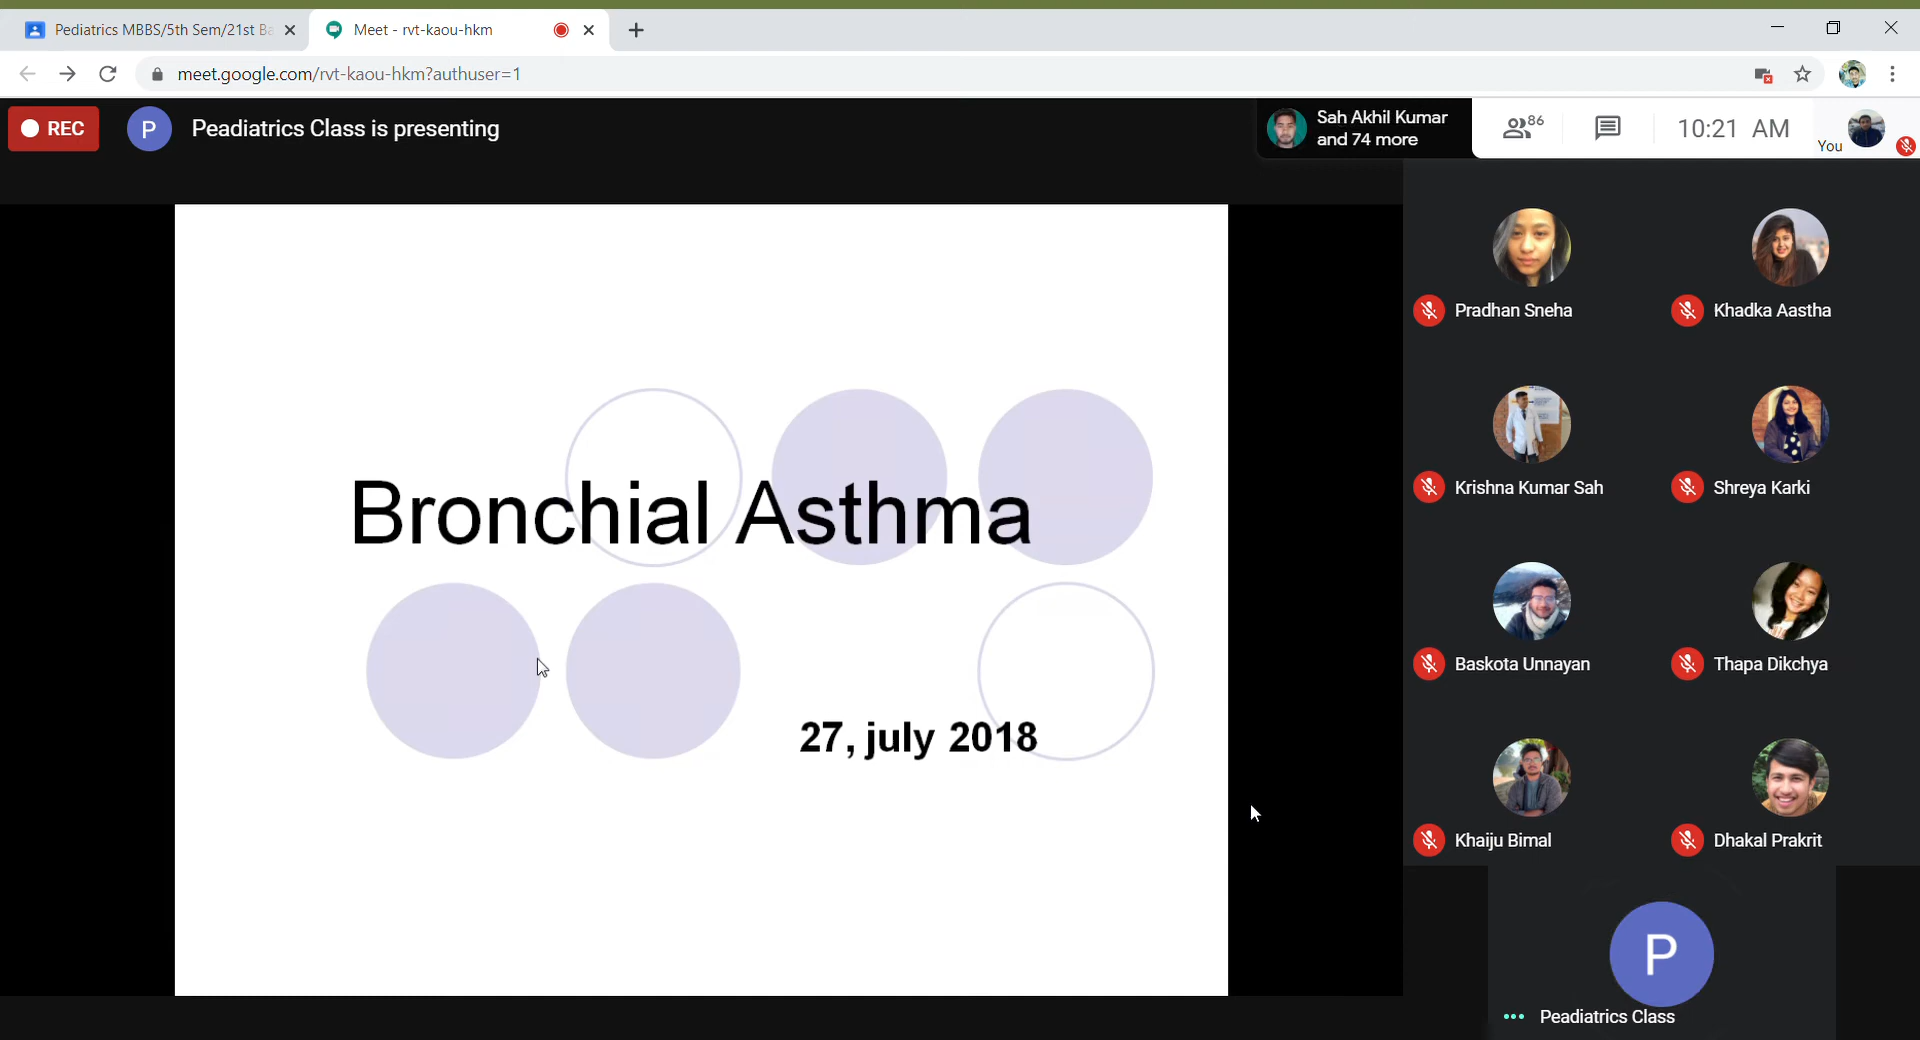 Pediatrics MBBS/5th Sem/21st Ba
Meet - rvt-kaou-hkm
meet.google.com/rvt-kaou-hkm?authuser=1
REC
P
Peadiatrics Class is presenting
Sah Akhil Kumar
and 74 more
86
10:21 AM
You
Pradhan Sneha
Khadka Aastha
Krishna Kumar Sah
Shreya Karki
Bronchial Asthma
Baskota Unnayan
Thapa Dikchya
27, july 2018
Khaiju Bimal
Dhakal Prakrit
P
Peadiatrics Class